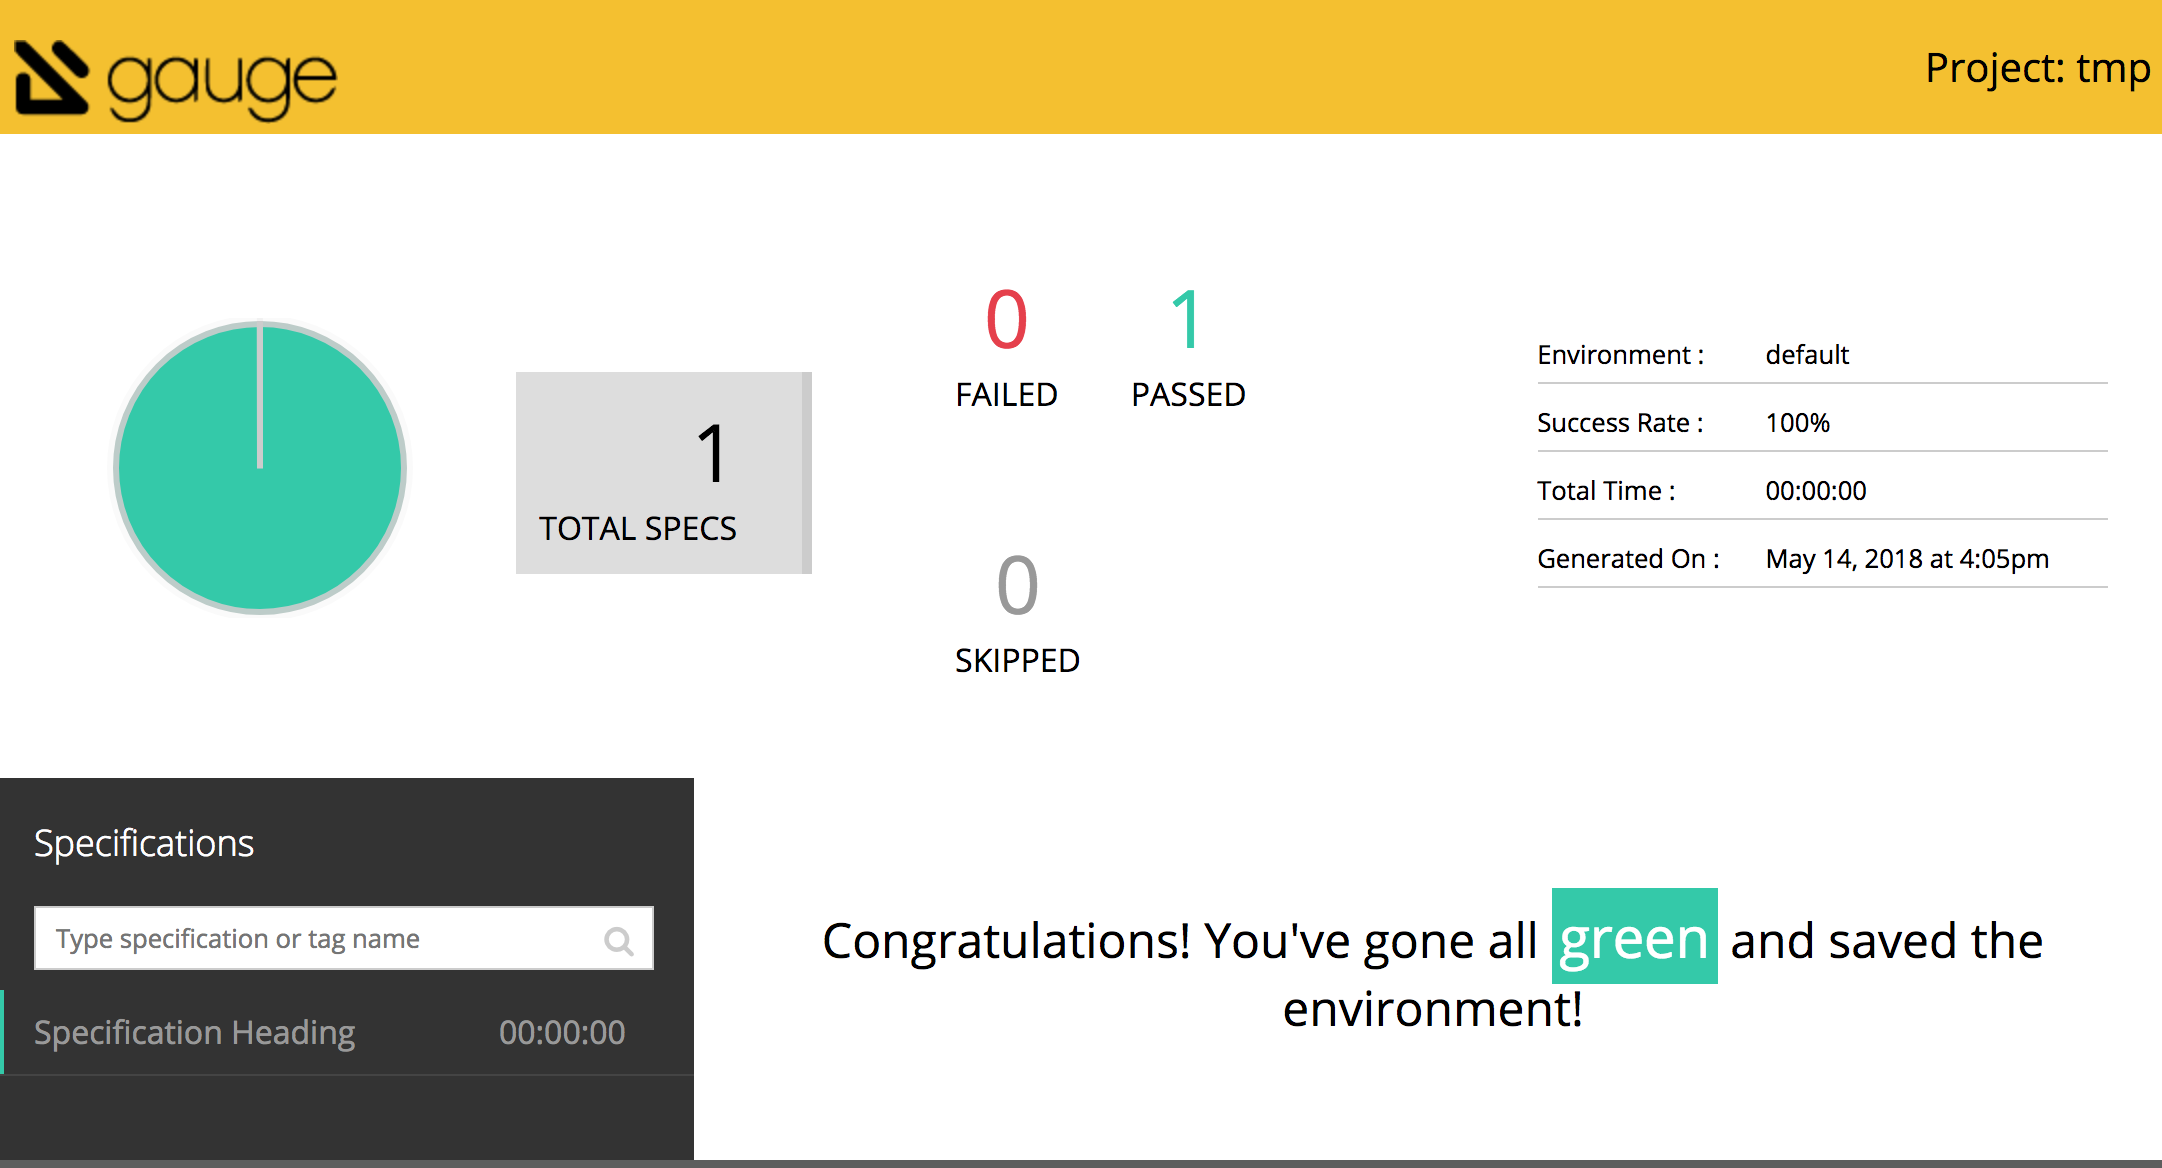 gauge
Project: tmp
0
FAILED
1
PASSED
1
TOTAL SPECS
0
SKIPPED
Environment : default
Success Rate : 100%
Total Time : 00:00:00
Generated On : May 14, 2018 at 4:05pm
Specifications
Type specification or tag name
Specification Heading 00:00:00
Congratulations! You've gone all green and saved the
environment!